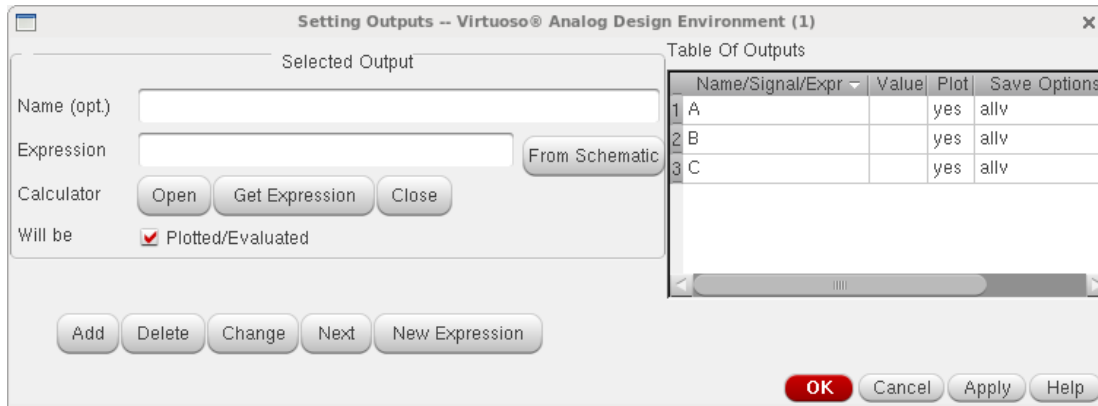 Setting Outputs -- Virtuoso® Analog Design Environment (1)
Selected Output
Name (opt.)
Expression
From Schematic
Calculator
Open Get Expression Close
Will be
Plotted/Evaluated
Add Delete Change Next New Expression
Table Of Outputs
Name/Signal/Expr Value Plot Save Options
1 A yes allv
2 B yes allv
3 C yes allv
OK Cancel Apply Help